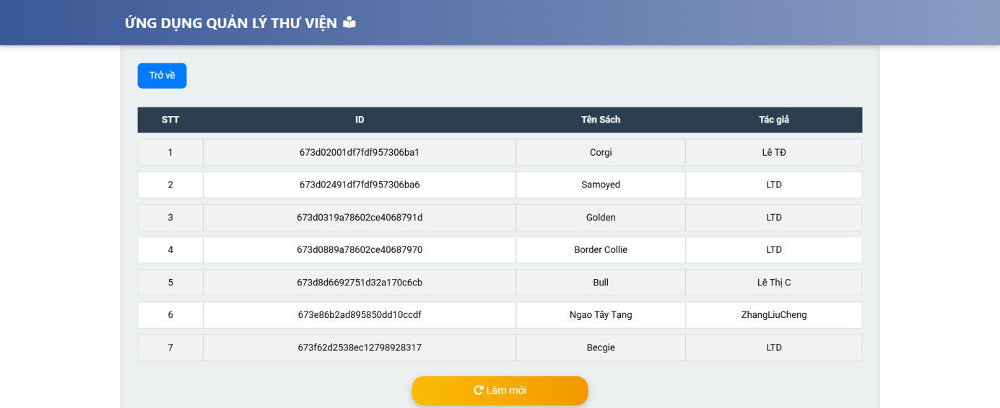 ỨNG DỤNG QUẢN LÝ THƯ VIỆN
Trở về
STT ID Tên Sách Tác giả
1 673d02001df7fdf957306ba1 Corgi Lê TĐ
2 673d02491df7fdf957306ba6 Samoyed LTD
3 673d0319a78602ce4068791d Golden LTD
4 673d0889a78602ce40687970 Border Collie LTD
5 673d8d6692751d32a170c6cb Bull Lê Thị C
6 673e86b2ad895850dd10ccdf Ngao Tây Tạng ZhangLiuCheng
7 673f62d2538ec12798928317 Becgie LTD
Làm mới